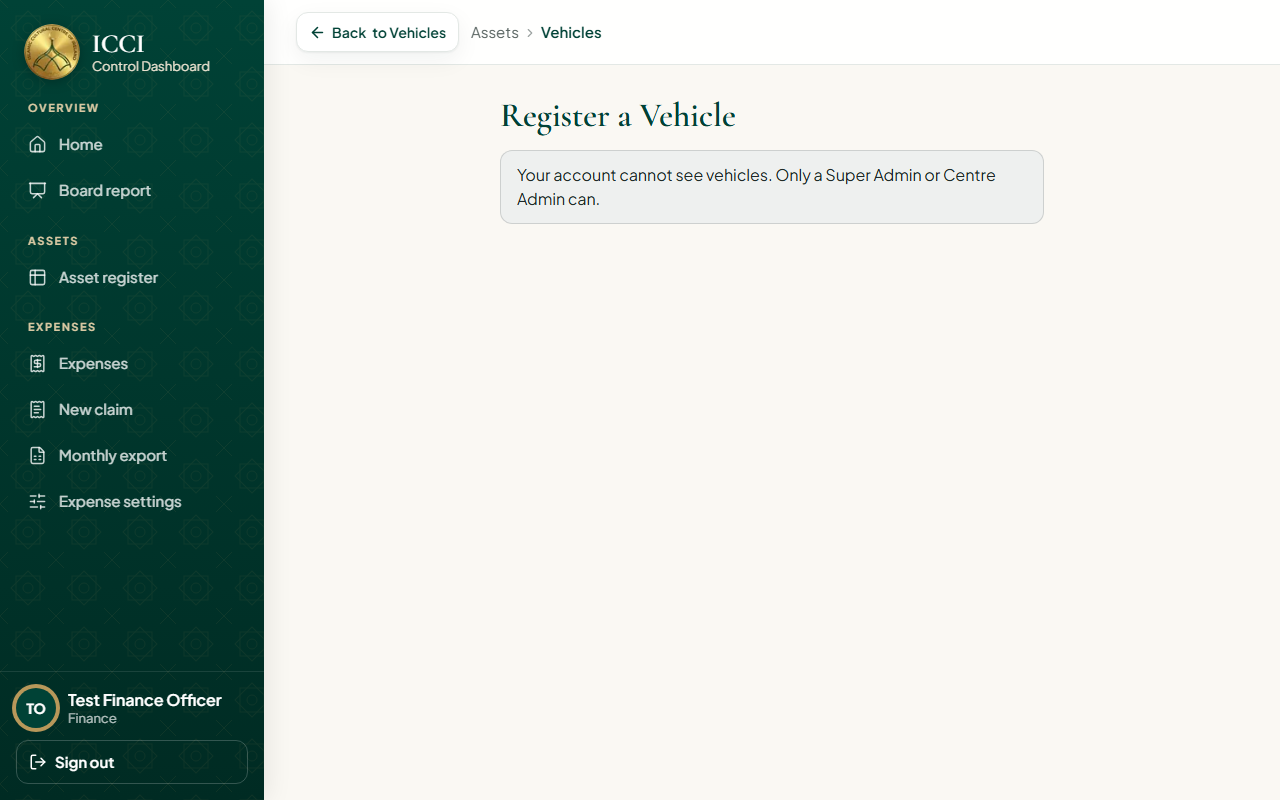 ICCI
Control Dashboard
OVERVIEW
Home
Board report
ASSETS
Asset register
EXPENSES
Expenses
New claim
Monthly export
Expense settings
TO
Test Finance Officer
Finance
Sign out
Back to Vehicles
Assets > Vehicles
Register a Vehicle
Your account cannot see vehicles. Only a Super Admin or Centre
Admin can.